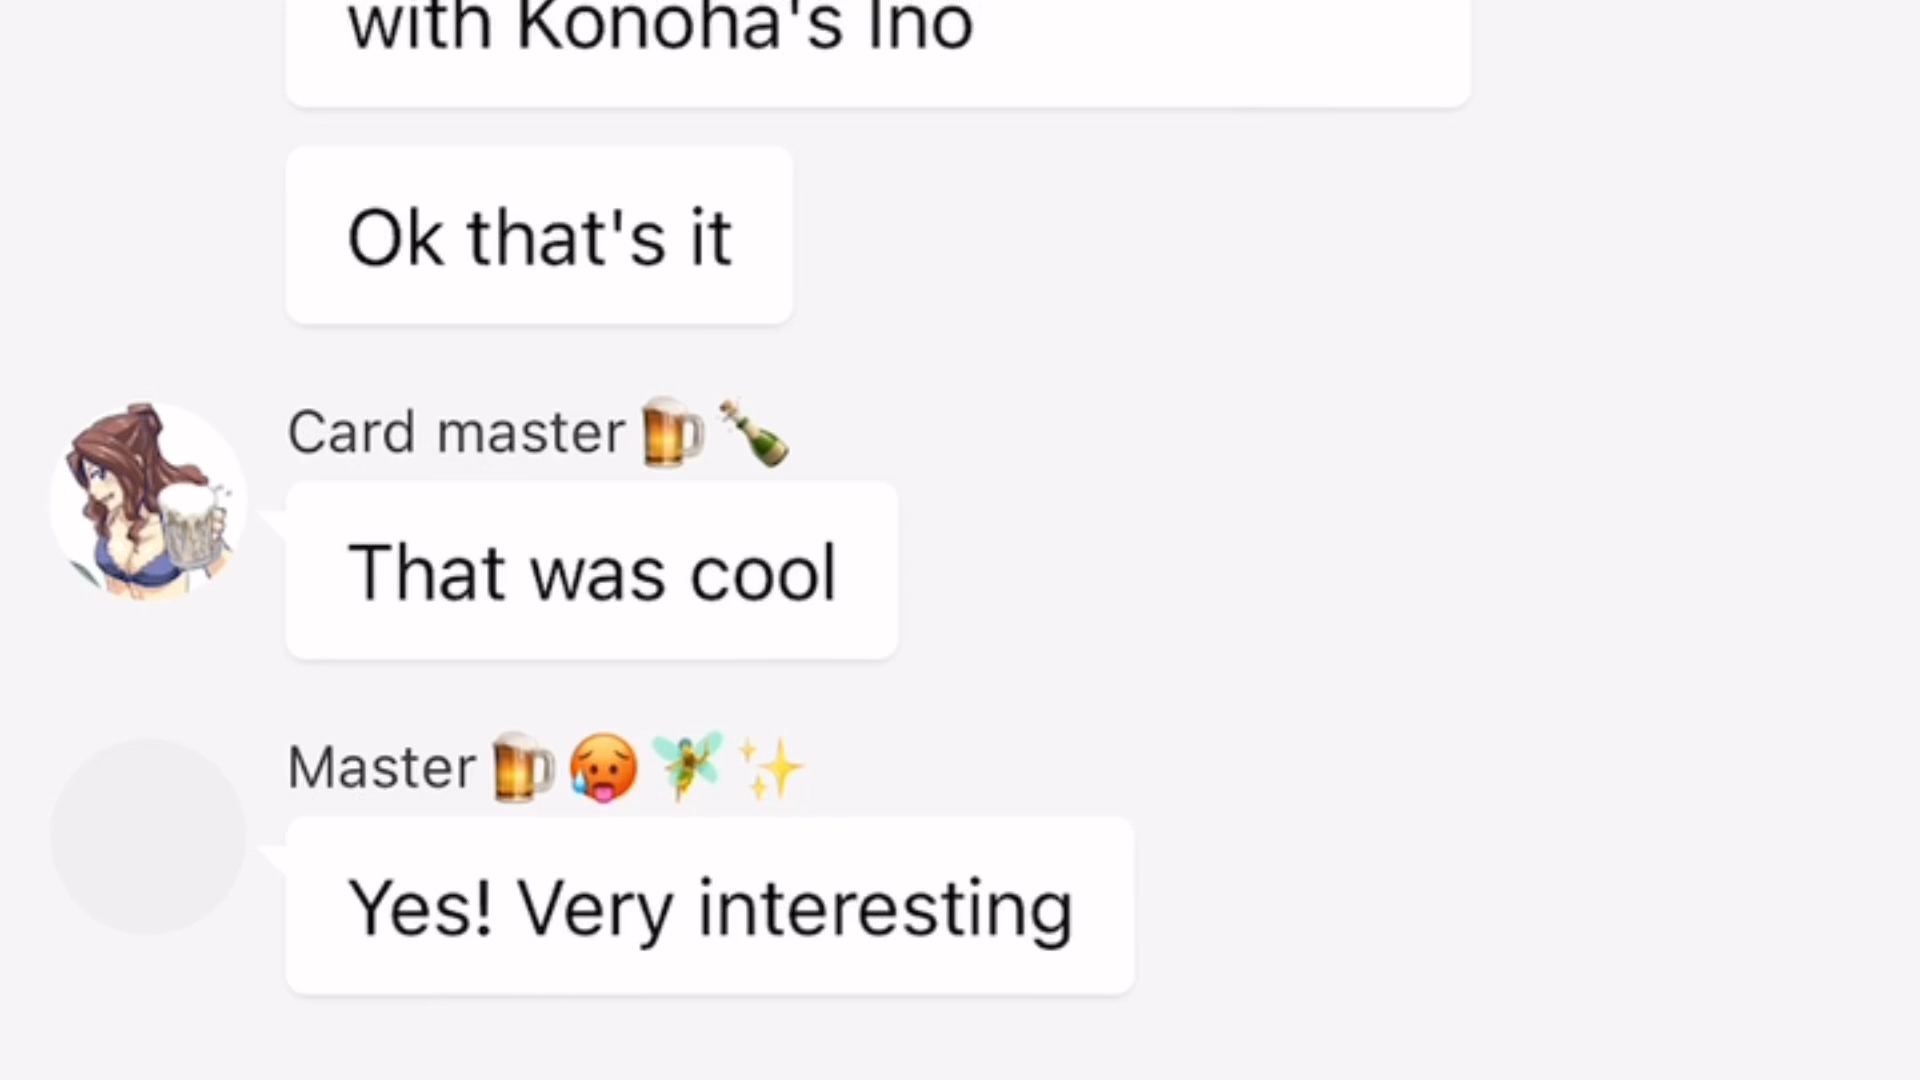 with Konoha's Ino
Ok that's it
Card master🍺🍾
That was cool
Master🍺🥵🧚✨
Yes! Very interesting